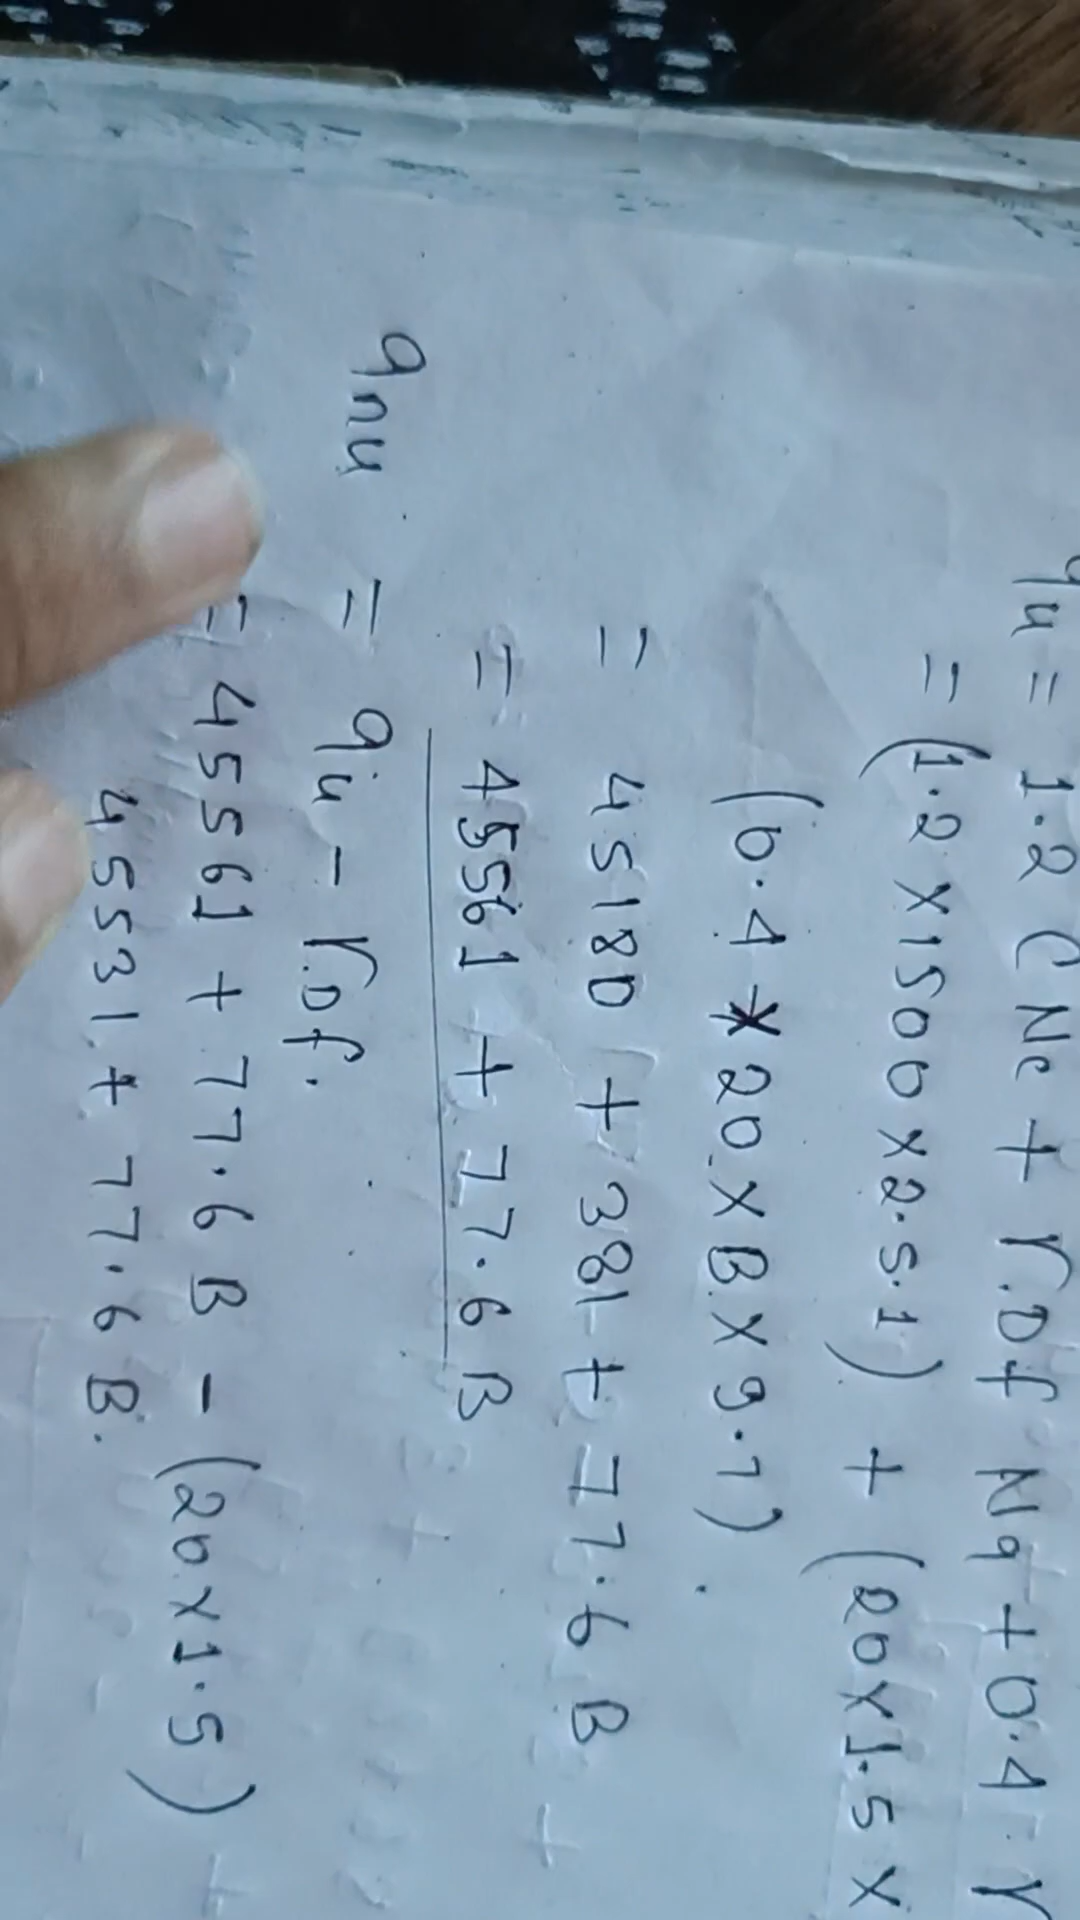 qu = 1.2 C Nc + γ.Df Nq + 0.4 γ
= (1.2 x 1500 x 2.5.1) + (20 x 1.5 x
(0.4 * 20 x B x 9.7).
= 45180 + 381 + 77.6 B
= 45561 + 77.6 B
qnu = qu - γ.Df.
= 45561 + 77.6 B - (20 x 1.5)
45531 + 77.6 B.